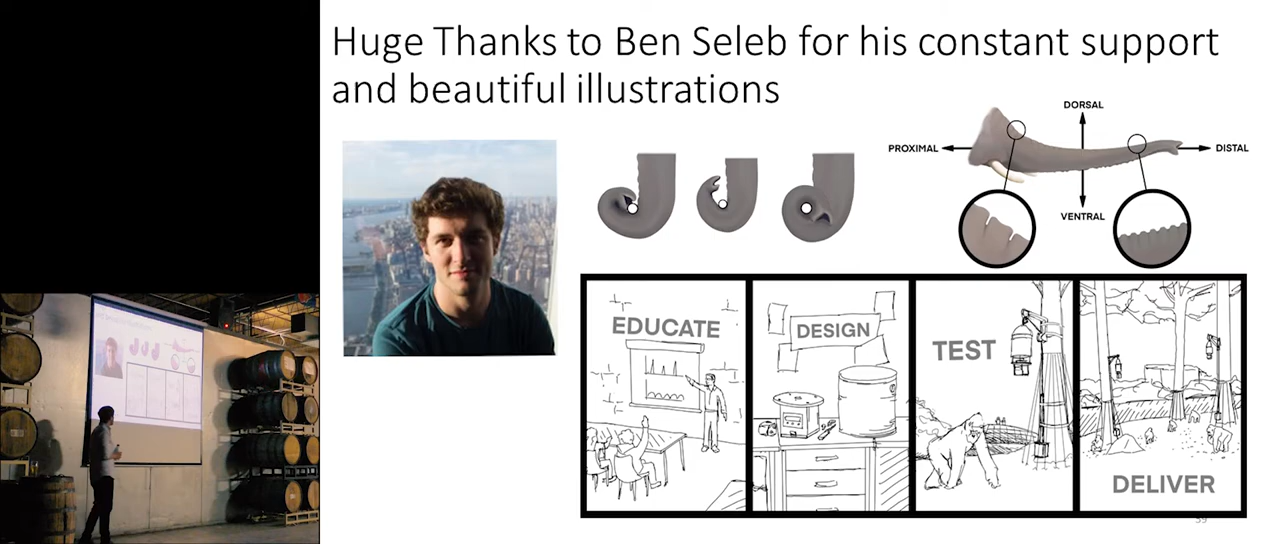 Huge Thanks to Ben Seleb for his constant support
and beautiful illustrations
DORSAL
PROXIMAL
DISTAL
VENTRAL
EDUCATE
DESIGN
TEST
DELIVER
39